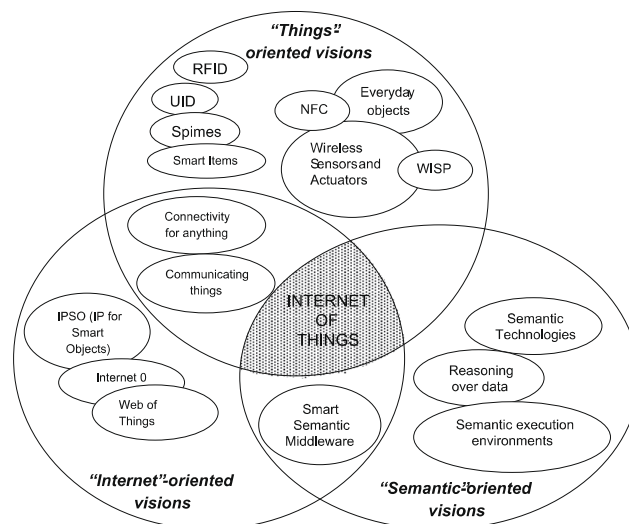 “Things”-
oriented visions
RFID
UID
Spimes
Smart Items
NFC
Everyday
objects
Wireless
Sensors and
Actuators
WISP
Connectivity
for anything
Communicating
things
INTERNET
OF
THINGS
IPSO (IP for
Smart
Objects)
Internet 0
Web of
Things
Semantic
Technologies
Reasoning
over data
Semantic execution
environments
Smart
Semantic
Middleware
“Internet”-oriented
visions
“Semantic”-oriented
visions